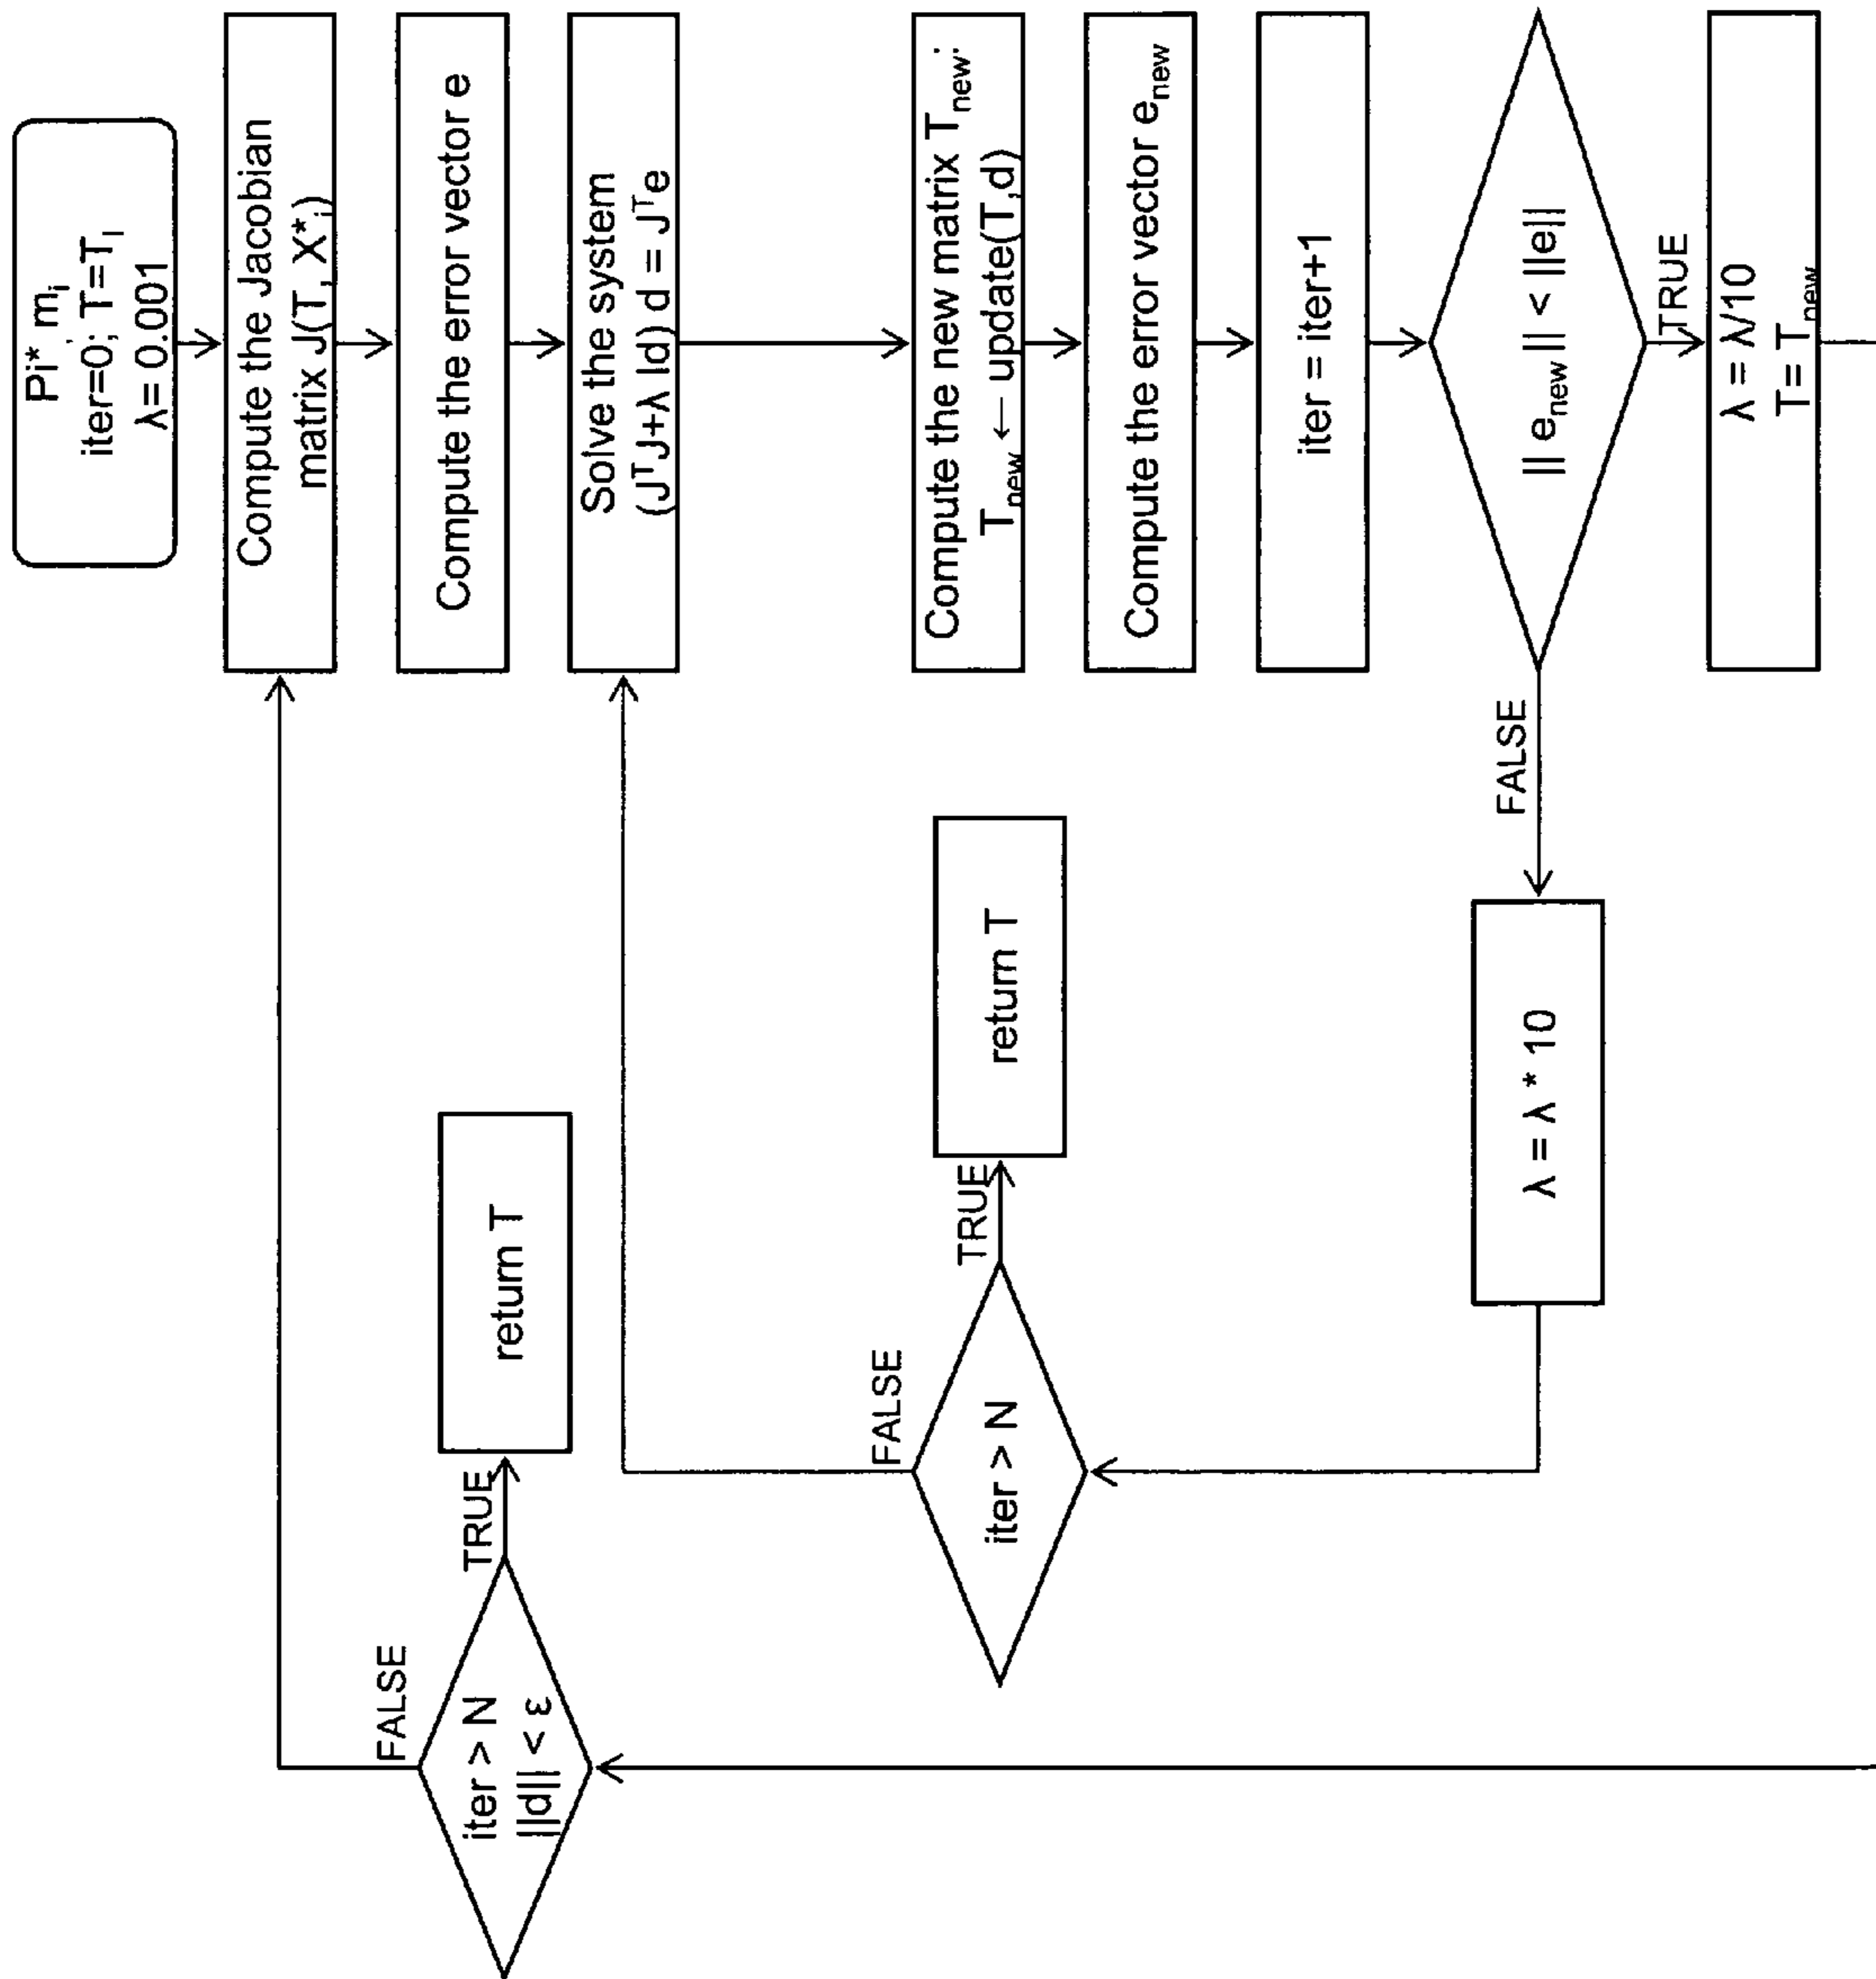 Pi*, mᵢ
iter=0; T=Tᵢ
λ= 0.001
Compute the Jacobian
matrix J(T, X*ᵢ)
Compute the error vector e
Solve the system
(JᵀJ+λ Id) d = Jᵀe
Compute the new matrix Tₙₑw:
Tₙₑw ← update(T,d)
Compute the error vector eₙₑw
iter = iter+1
|| eₙₑw || < ||e||
TRUE
λ = λ/10
T= Tₙₑw
FALSE
λ = λ * 10
iter > N
TRUE
return T
FALSE
iter > N
||d|| < ε
TRUE
return T
FALSE